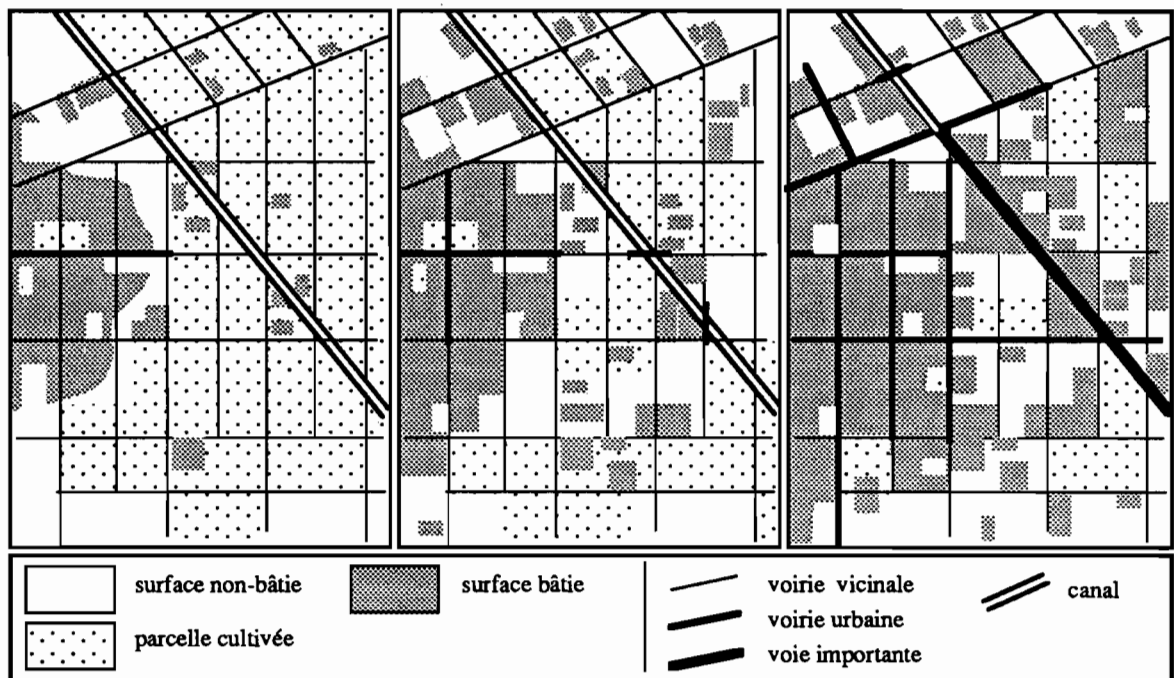 surface non-bâtie
surface bâtie
parcelle cultivée
voirie vicinale
voirie urbaine
voie importante
canal